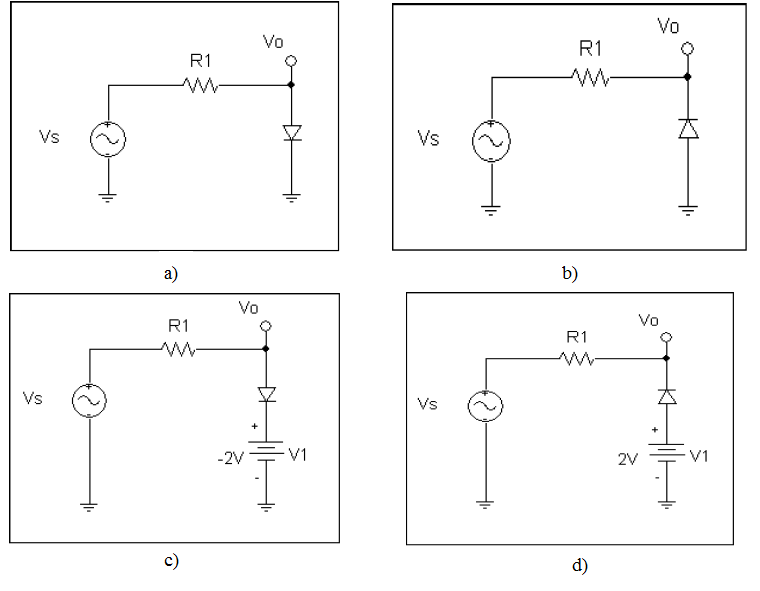 Vo
R1
Vs
+
-
a)
Vo
R1
Vs
+
-
b)
Vo
R1
Vs
+
-
+
-2V
V1
-
c)
Vo
R1
Vs
+
-
+
2V
V1
-
d)